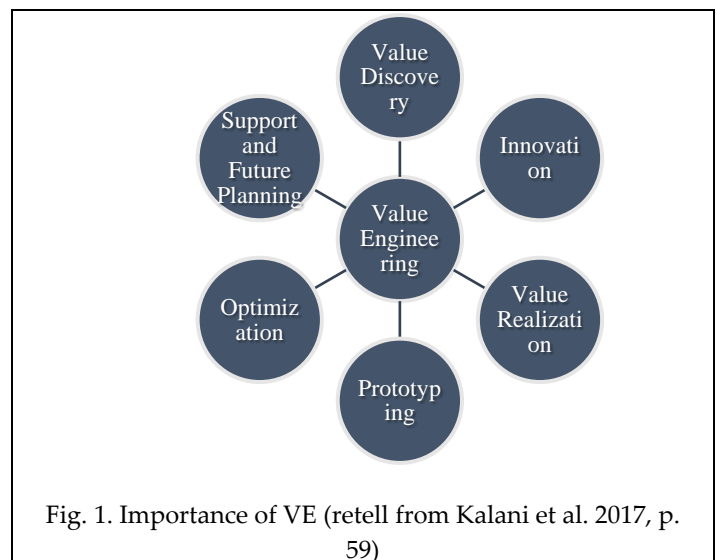 Value
Discove
ry
Support
and
Future
Planning
Innovati
on
Value
Enginee
ring
Optimiz
ation
Value
Realizati
on
Prototyp
ing
Fig. 1. Importance of VE (retell from Kalani et al. 2017, p.
59)